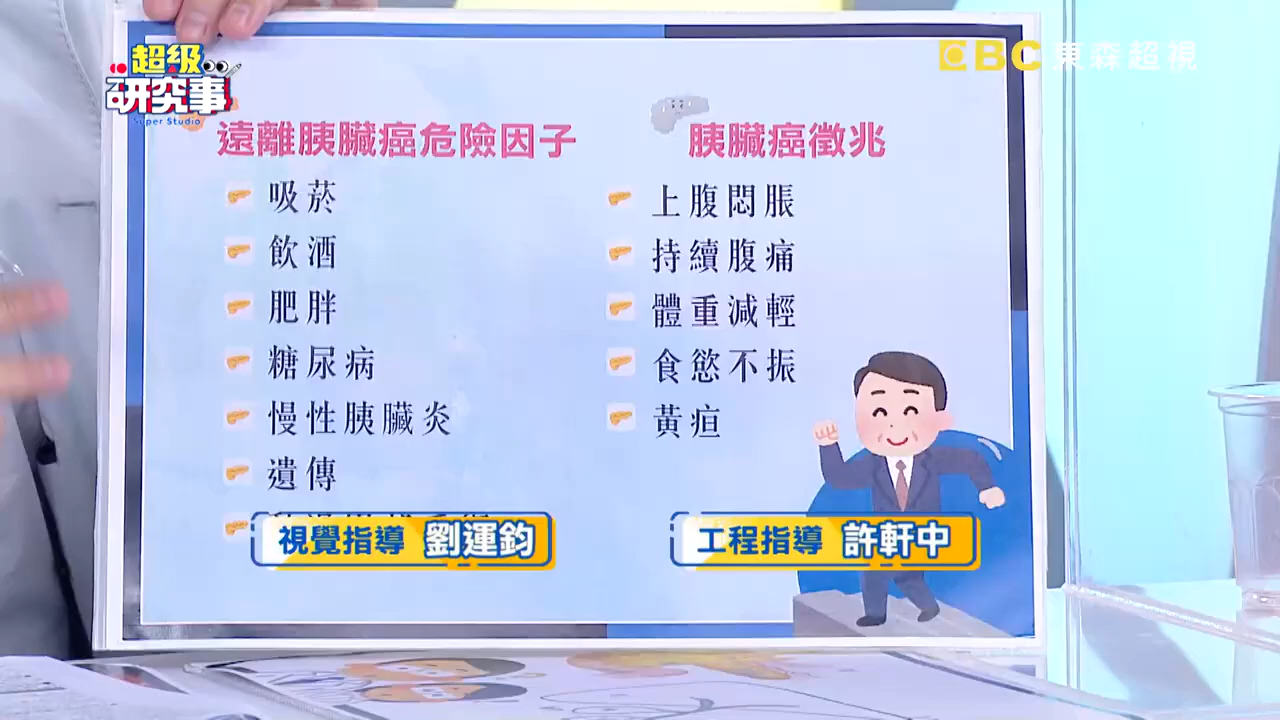 超級
研究事
Super Studio
EBC 東森超視
遠離胰臟癌危險因子
吸菸
飲酒
肥胖
糖尿病
慢性胰臟炎
遺傳
胰臟癌徵兆
上腹悶脹
持續腹痛
體重減輕
食慾不振
黃疸
視覺指導 劉運鈞
工程指導 許軒中